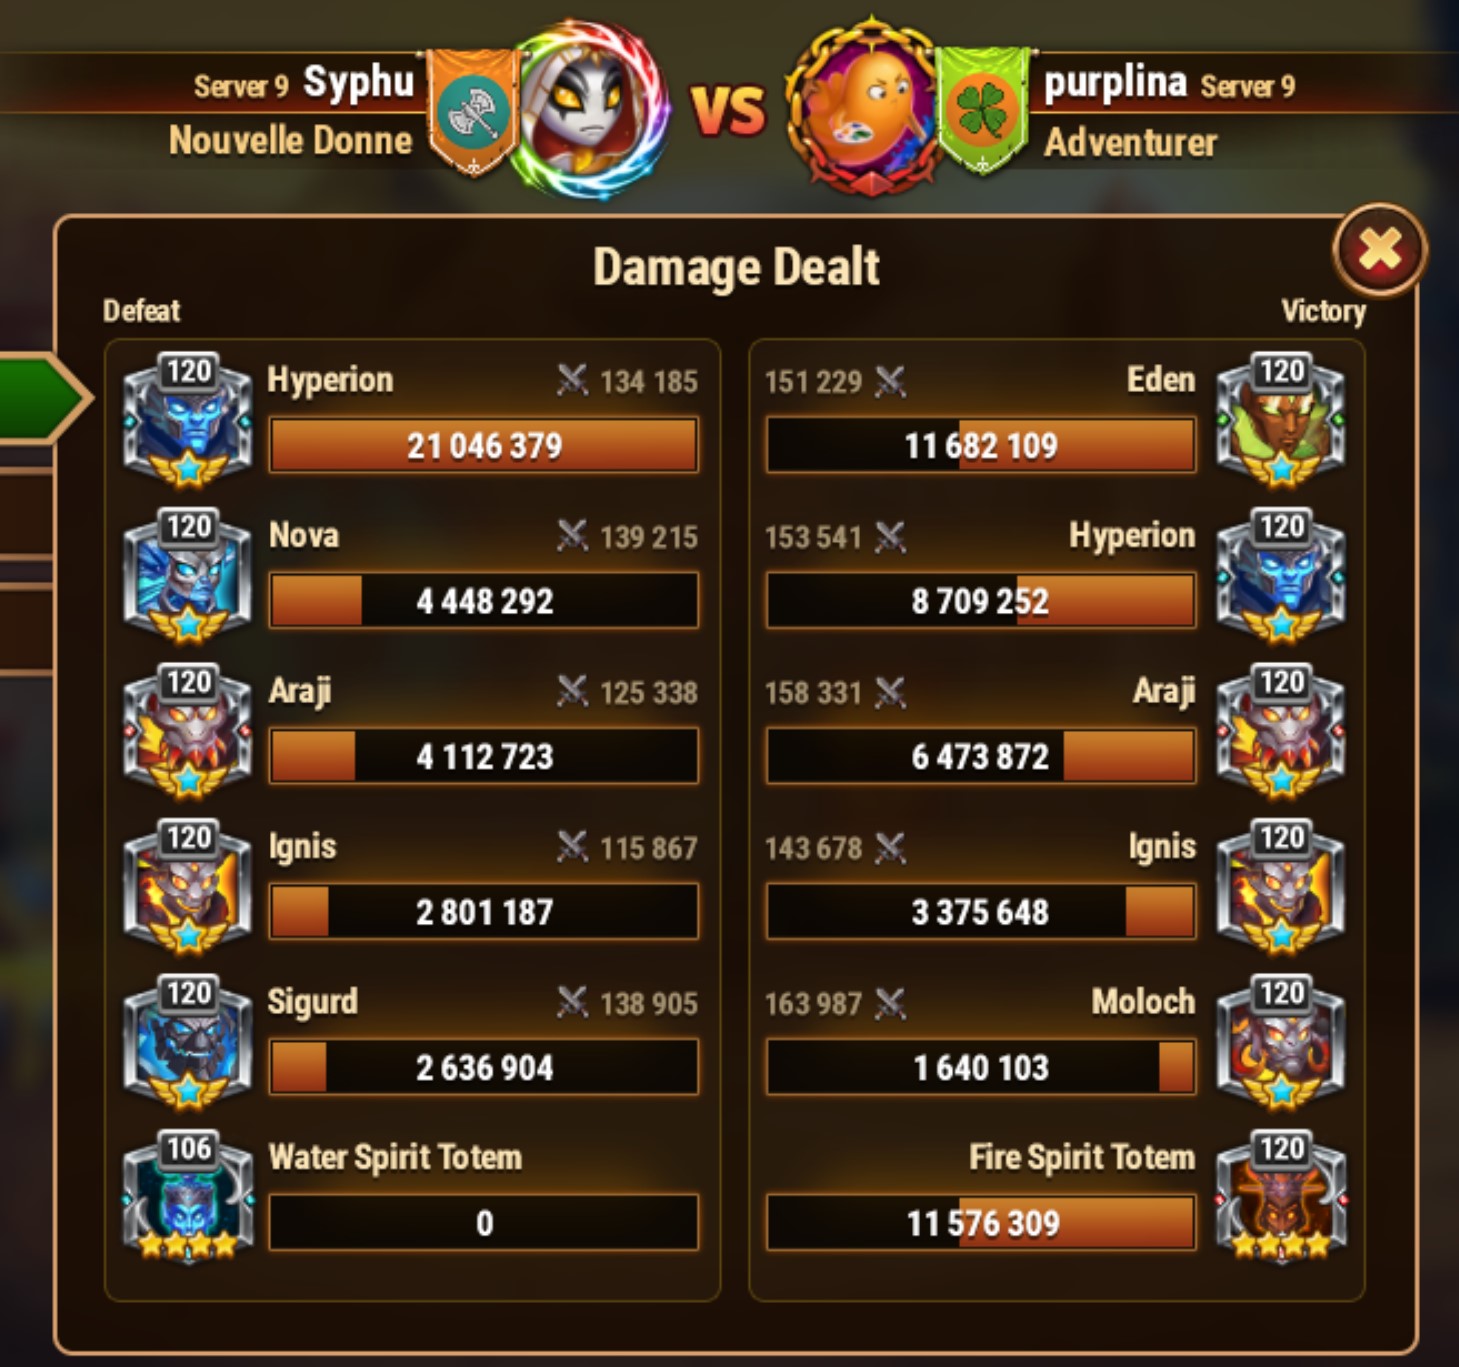 Server 9 Syphu
Nouvelle Donne
VS
purplina Server 9
Adventurer
Damage Dealt
Defeat
Victory
120
Hyperion
134 185
21 046 379
120
Nova
139 215
4 448 292
120
Araji
125 338
4 112 723
120
Ignis
115 867
2 801 187
120
Sigurd
138 905
2 636 904
106
Water Spirit Totem
0
151 229
Eden
120
11 682 109
153 541
Hyperion
120
8 709 252
158 331
Araji
120
6 473 872
143 678
Ignis
120
3 375 648
163 987
Moloch
120
1 640 103
Fire Spirit Totem
120
11 576 309